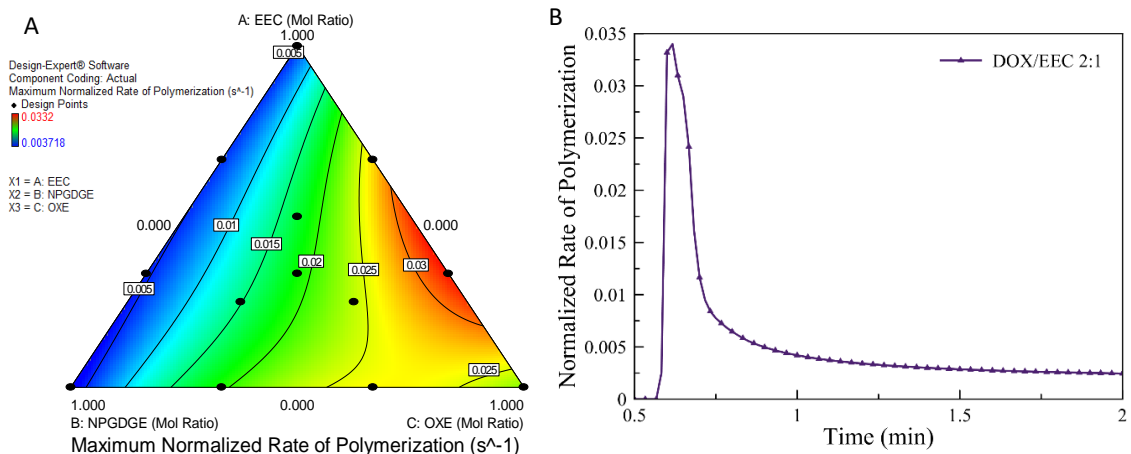 A
A: EEC (Mol Ratio)
1.000
0.005
Design-Expert® Software
Component Coding: Actual
Maximum Normalized Rate of Polymerization (s^-1)
Design Points
0.0332
0.003718
X1 = A: EEC
X2 = B: NPGDGE
X3 = C: OXE
0.000
0.000
0.01
0.015
0.02
0.025
0.03
0.005
0.025
1.000
0.000
1.000
B: NPGDGE (Mol Ratio)
C: OXE (Mol Ratio)
Maximum Normalized Rate of Polymerization (s^-1)
B
Normalized Rate of Polymerization
0.035
0.03
0.025
0.02
0.015
0.01
0.005
0
DOX/EEC 2:1
0.5
1
1.5
2
Time (min)